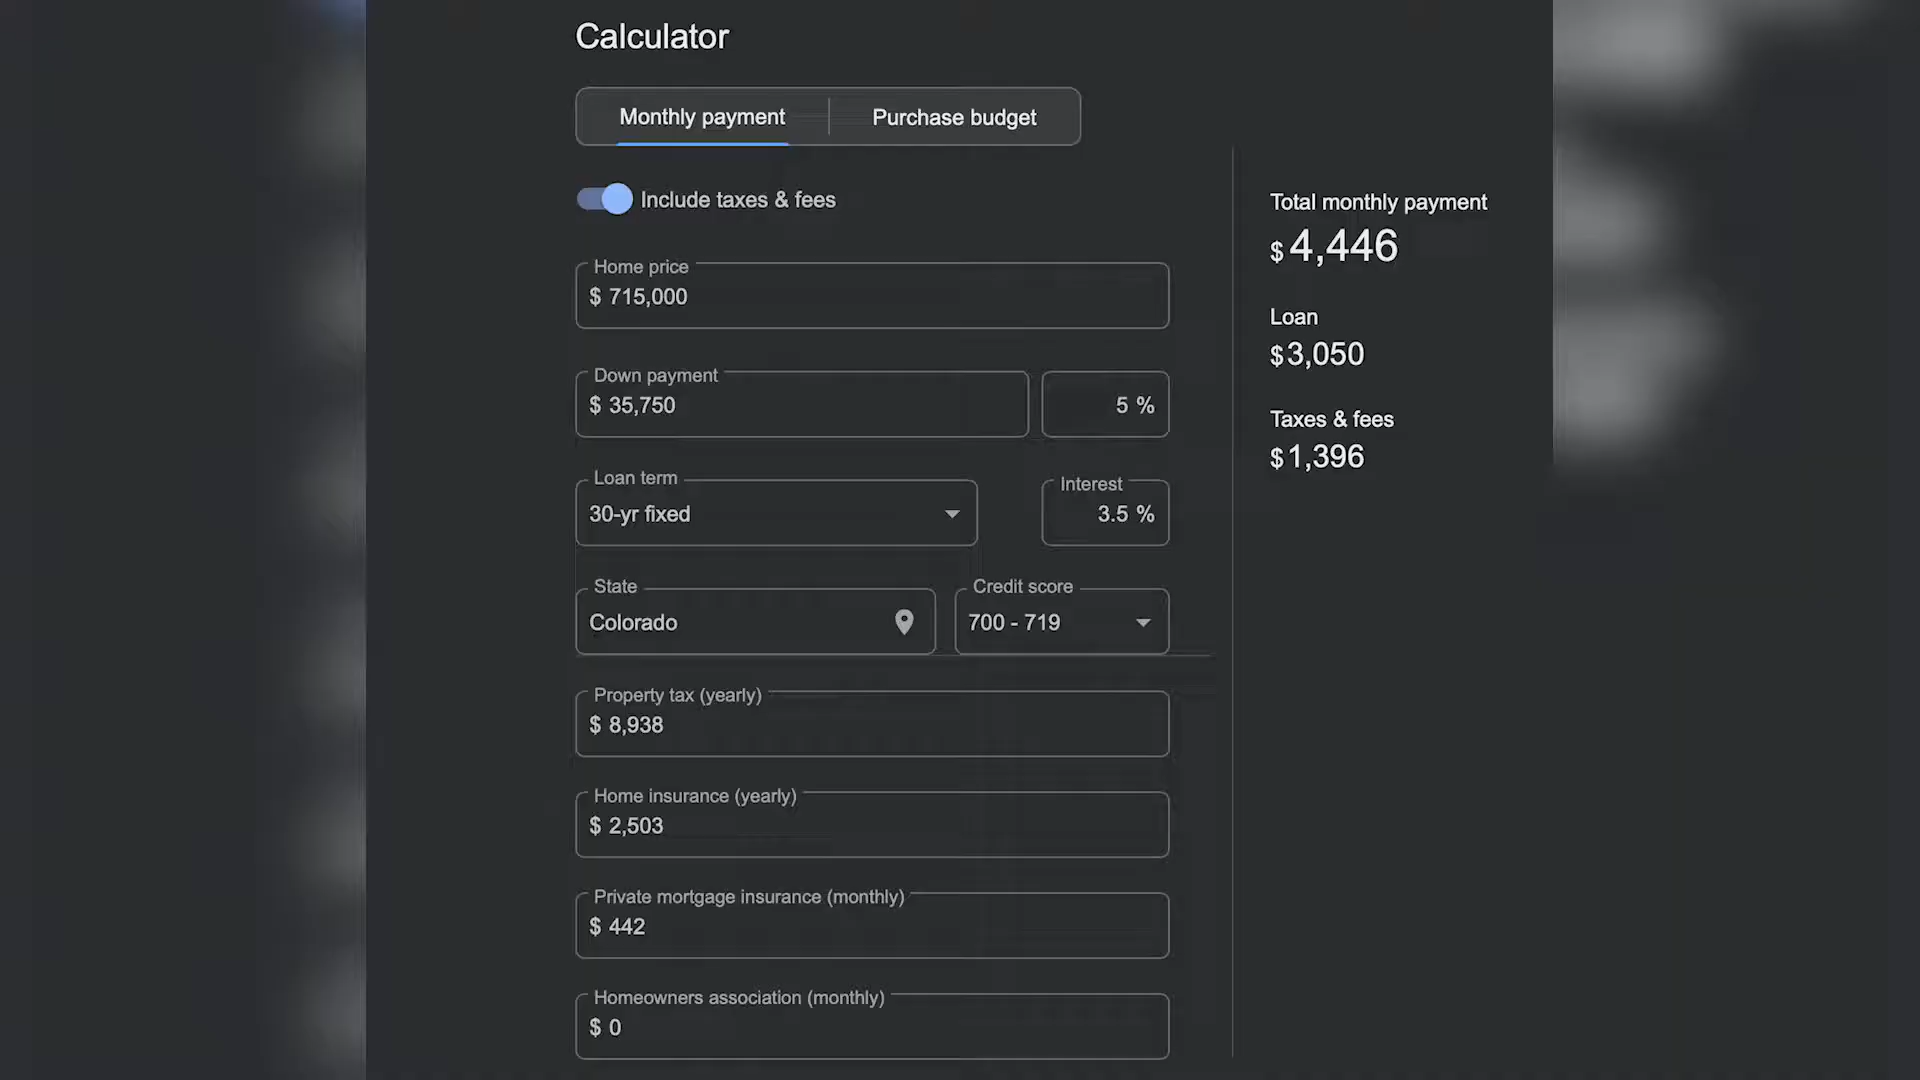 Calculator
Monthly payment
Purchase budget
Include taxes & fees
Home price
$ 715,000
Down payment
$ 35,750
5 %
Loan term
30-yr fixed
Interest
3.5 %
State
Colorado
Credit score
700 - 719
Property tax (yearly)
$ 8,938
Home insurance (yearly)
$ 2,503
Private mortgage insurance (monthly)
$ 442
Homeowners association (monthly)
$ 0
Total monthly payment
$ 4,446
Loan
$3,050
Taxes & fees
$1,396